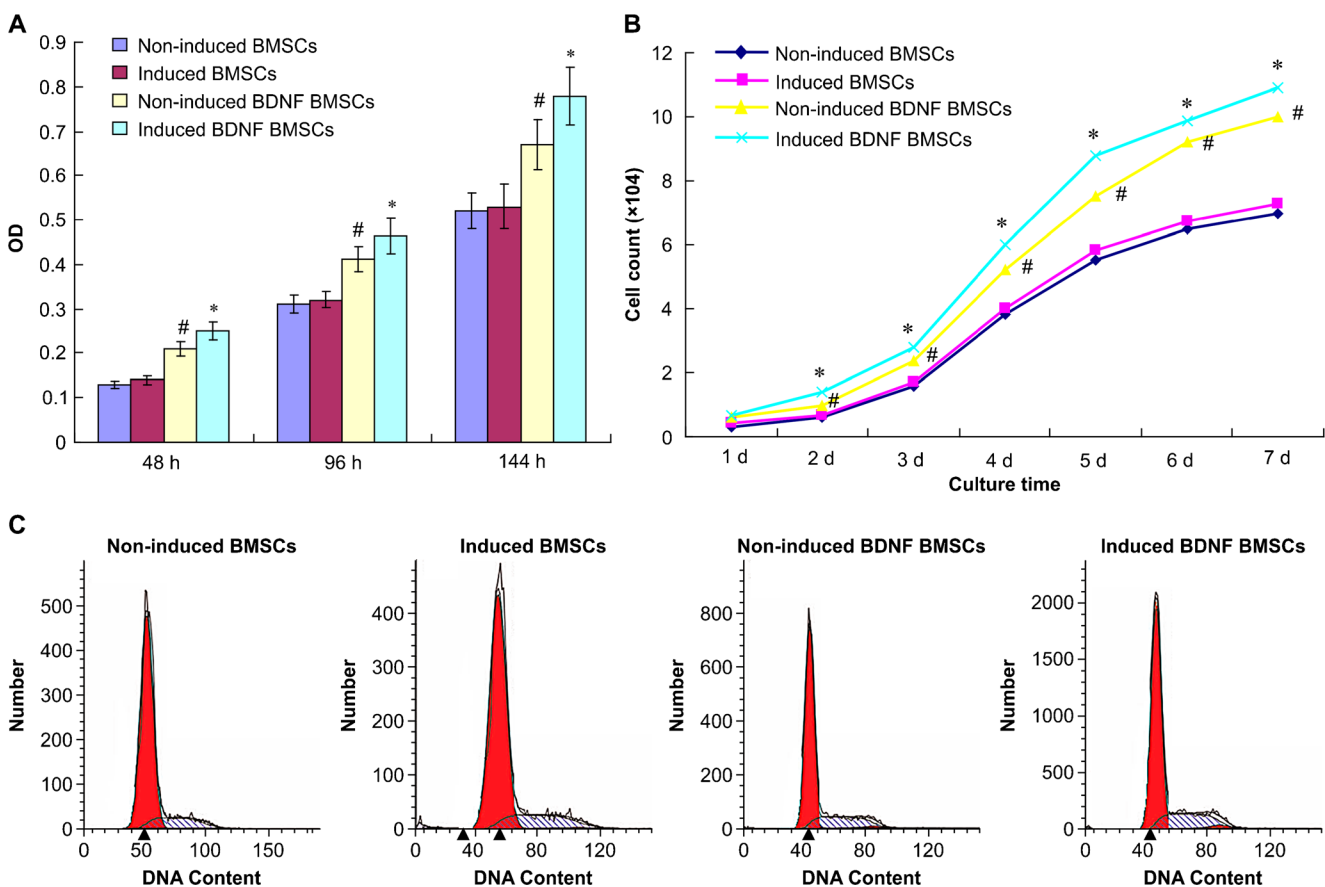 A
Non-induced BMSCs
Induced BMSCs
Non-induced BDNF BMSCs
Induced BDNF BMSCs
OD
0.9
0.8
0.7
0.6
0.5
0.4
0.3
0.2
0.1
0
# * # * # *
48 h 96 h 144 h
B
Non-induced BMSCs
Induced BMSCs
Non-induced BDNF BMSCs
Induced BDNF BMSCs
Cell count (×104)
12
10
8
6
4
2
0
* * * * * *
# # # # # #
1 d 2 d 3 d 4 d 5 d 6 d 7 d
Culture time
C
Non-induced BMSCs
Number
500
400
300
200
100
0
0 50 100 150
DNA Content
Induced BMSCs
Number
400
300
200
100
0
0 40 80 120
DNA Content
Non-induced BDNF BMSCs
Number
800
600
400
200
0
0 40 80 120
DNA Content
Induced BDNF BMSCs
Number
2000
1500
1000
500
0
0 40 80 120
DNA Content